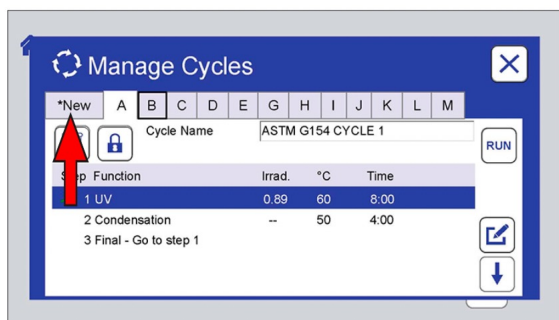 Manage Cycles
*New A B C D E G H I J K L M
Cycle Name ASTM G154 CYCLE 1
RUN
Function Irrad. °C Time
1 UV 0.89 60 8:00
2 Condensation -- 50 4:00
3 Final - Go to step 1